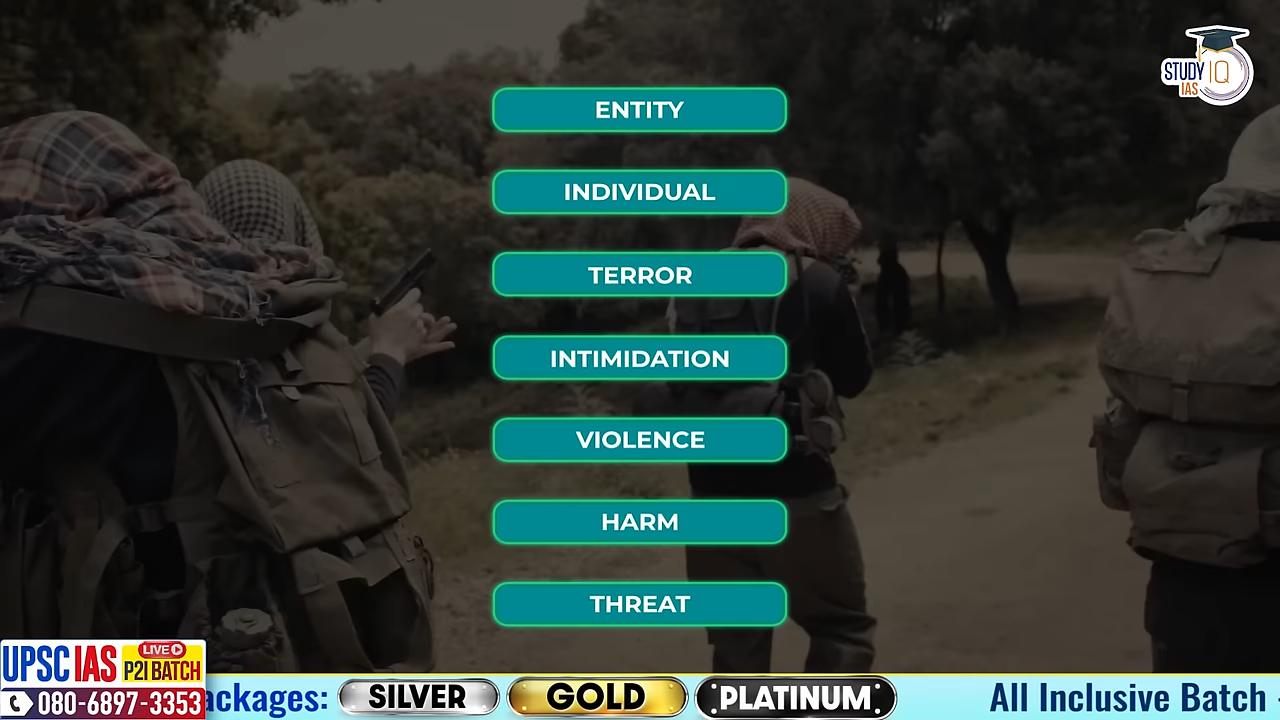 STUDY IQ
IAS
ENTITY
INDIVIDUAL
TERROR
INTIMIDATION
VIOLENCE
HARM
THREAT
UPSC IAS
LIVE
P2I BATCH
080-6897-3353
ackages:
SILVER
GOLD
PLATINUM
All Inclusive Batch -